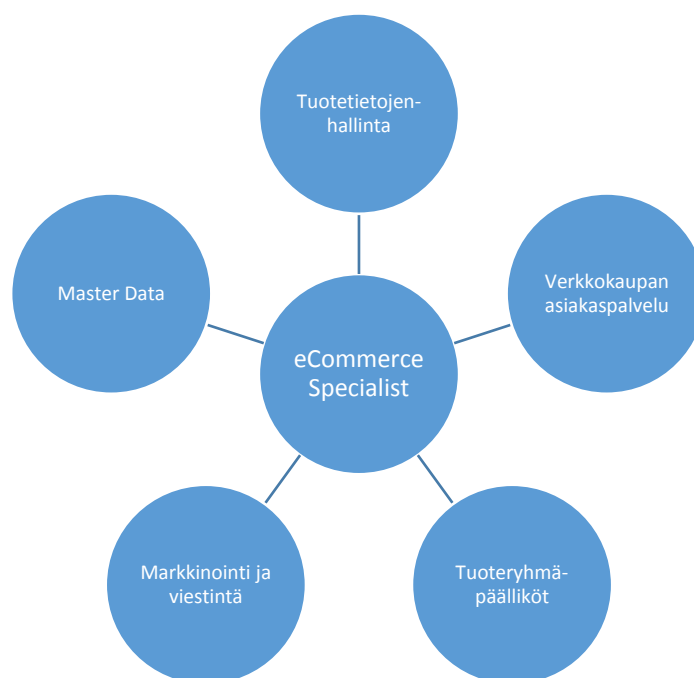 Tuotetietojen-
hallinta
Verkkokaupan
asiakaspalvelu
Master Data
eCommerce
Specialist
Markkinointi ja
viestintä
Tuoteryhmä-
päälliköt